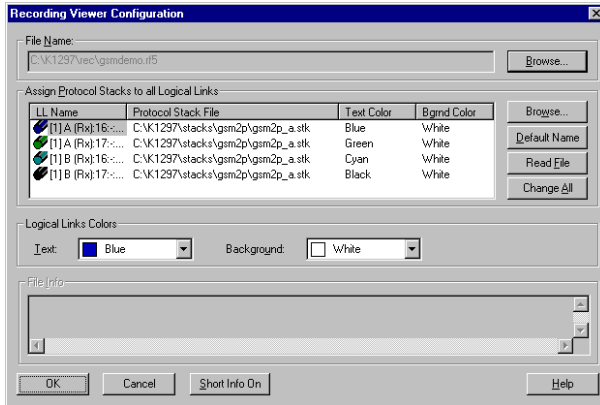 Recording Viewer Configuration
File Name:
C:\K1297\rec\gsmdemo.rf5
Browse...
Assign Protocol Stacks to all Logical Links
LL Name Protocol Stack File Text Color Bgrnd Color
[1] A (Rx):16:-:... C:\K1297\stacks\gsm2p\gsm2p_a.stk Blue White
[1] A (Rx):17:-:... C:\K1297\stacks\gsm2p\gsm2p_a.stk Green White
[1] B (Rx):16:-:... C:\K1297\stacks\gsm2p\gsm2p_a.stk Cyan White
[1] B (Rx):17:-:... C:\K1297\stacks\gsm2p\gsm2p_a.stk Black White
Browse...
Default Name
Read File
Change All
Logical Links Colors
Text: Blue Background: White
File Info
OK Cancel Short Info On Help